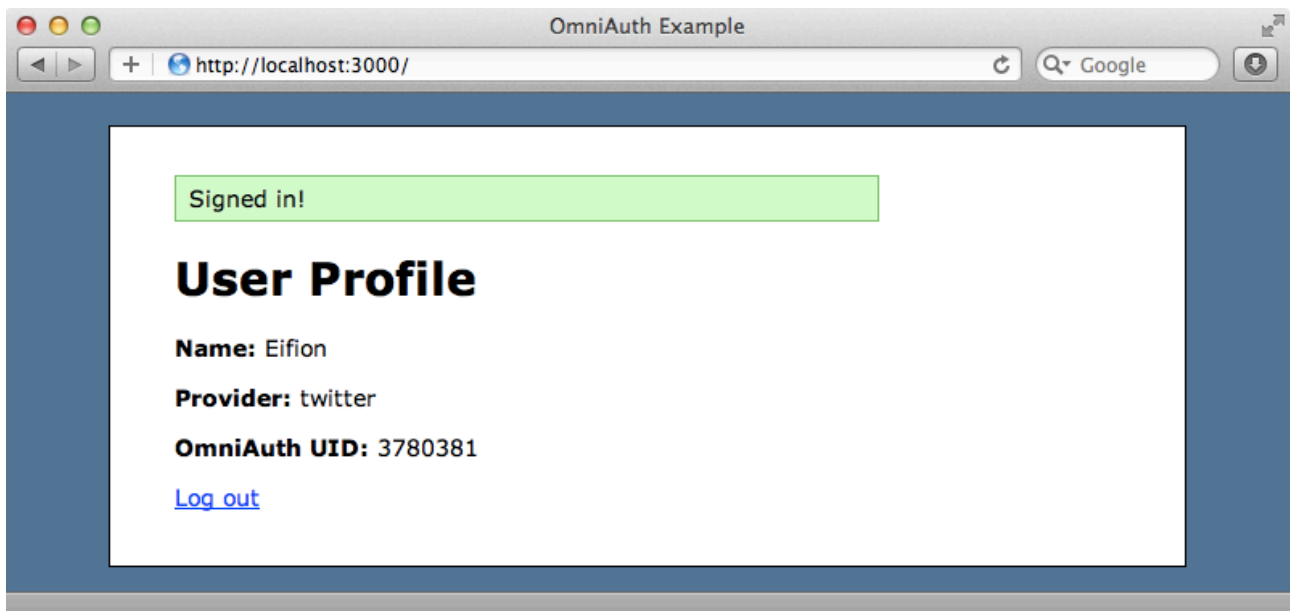 OmniAuth Example
http://localhost:3000/
Google
Signed in!
User Profile
Name: Eifion
Provider: twitter
OmniAuth UID: 3780381
Log out